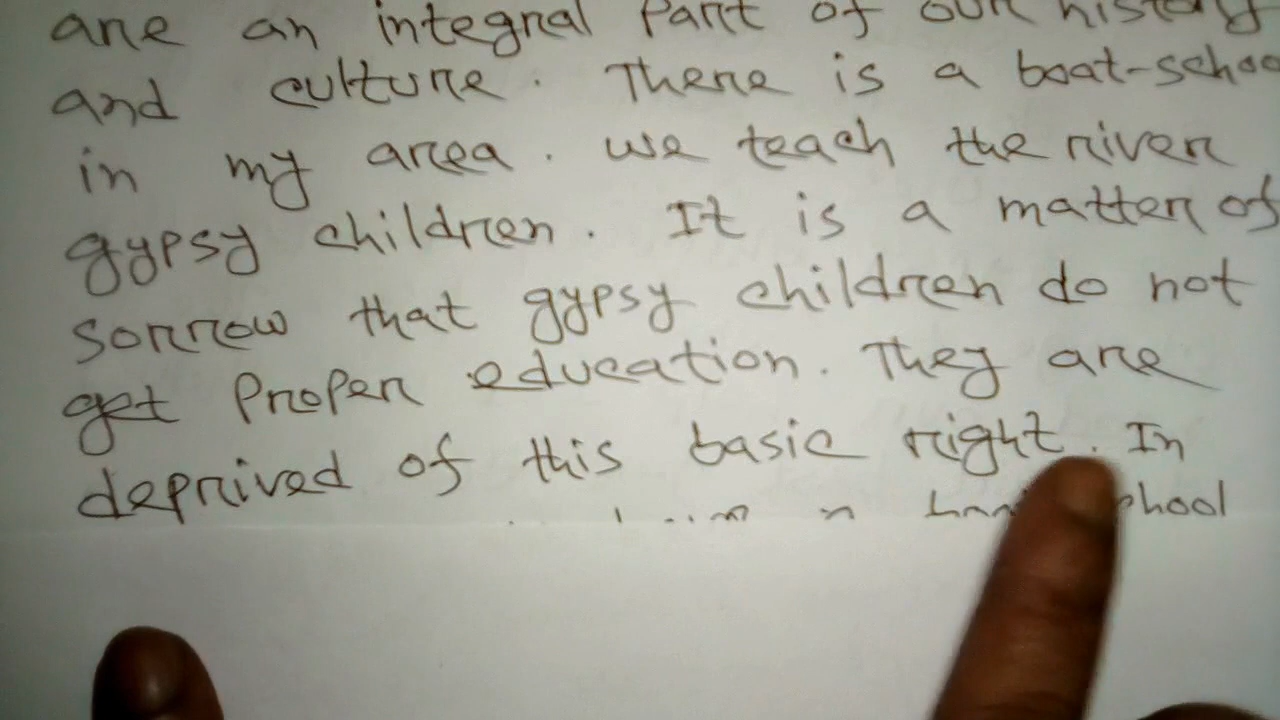 are an integral part of our history
and culture. There is a boat-schoo
in my area. we teach the river
gypsy children. It is a matter of
sorrow that gypsy children do not
get proper education. They are
deprived of this basic right. In